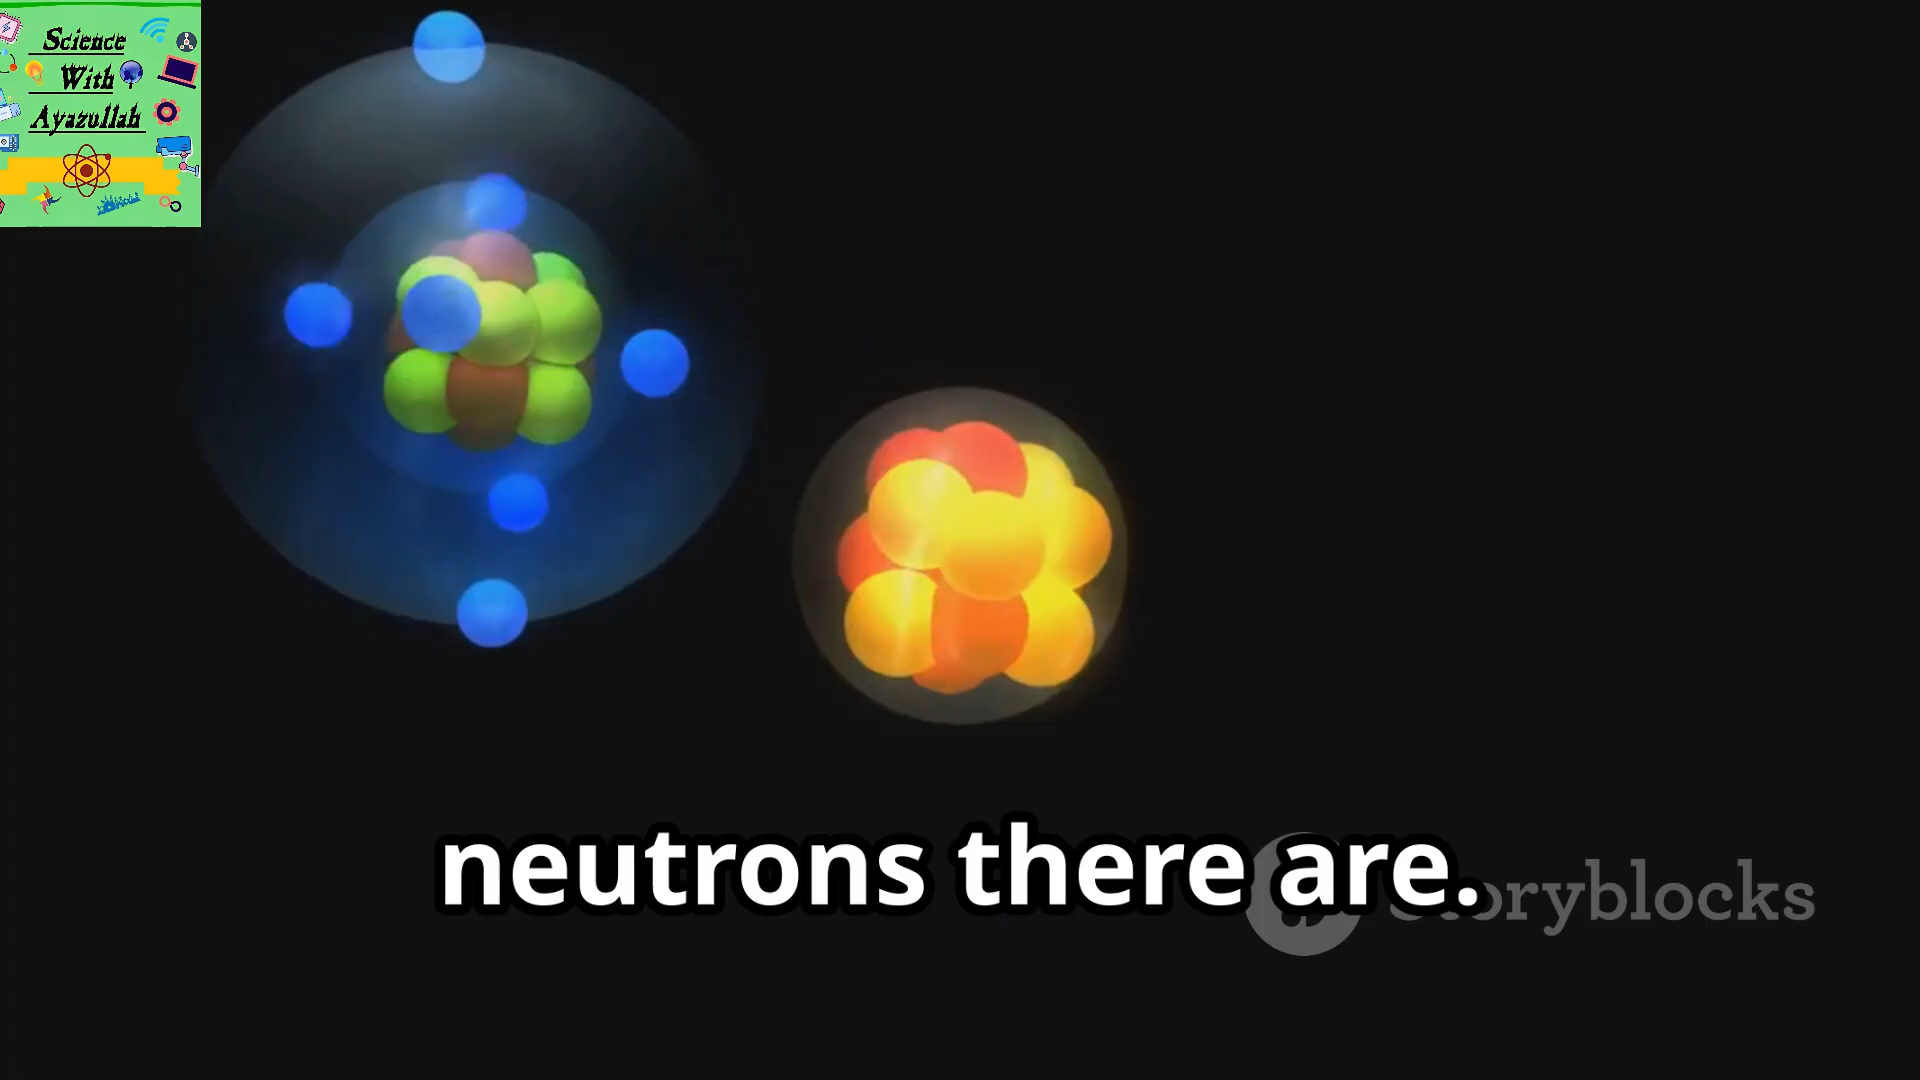 Science
With
Ayazullah
neutrons there are.
Storyblocks